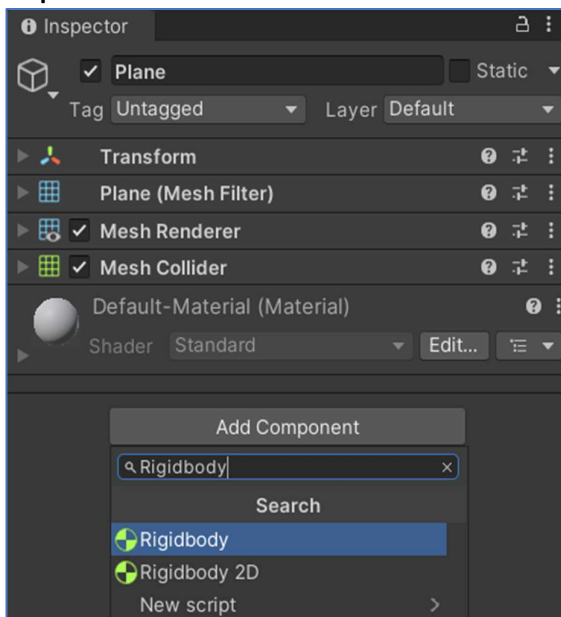 Inspector
Plane Static
Tag Untagged Layer Default
Transform
Plane (Mesh Filter)
Mesh Renderer
Mesh Collider
Default-Material (Material)
Shader Standard Edit...
Add Component
Rigidbody
Search
Rigidbody
Rigidbody 2D
New script